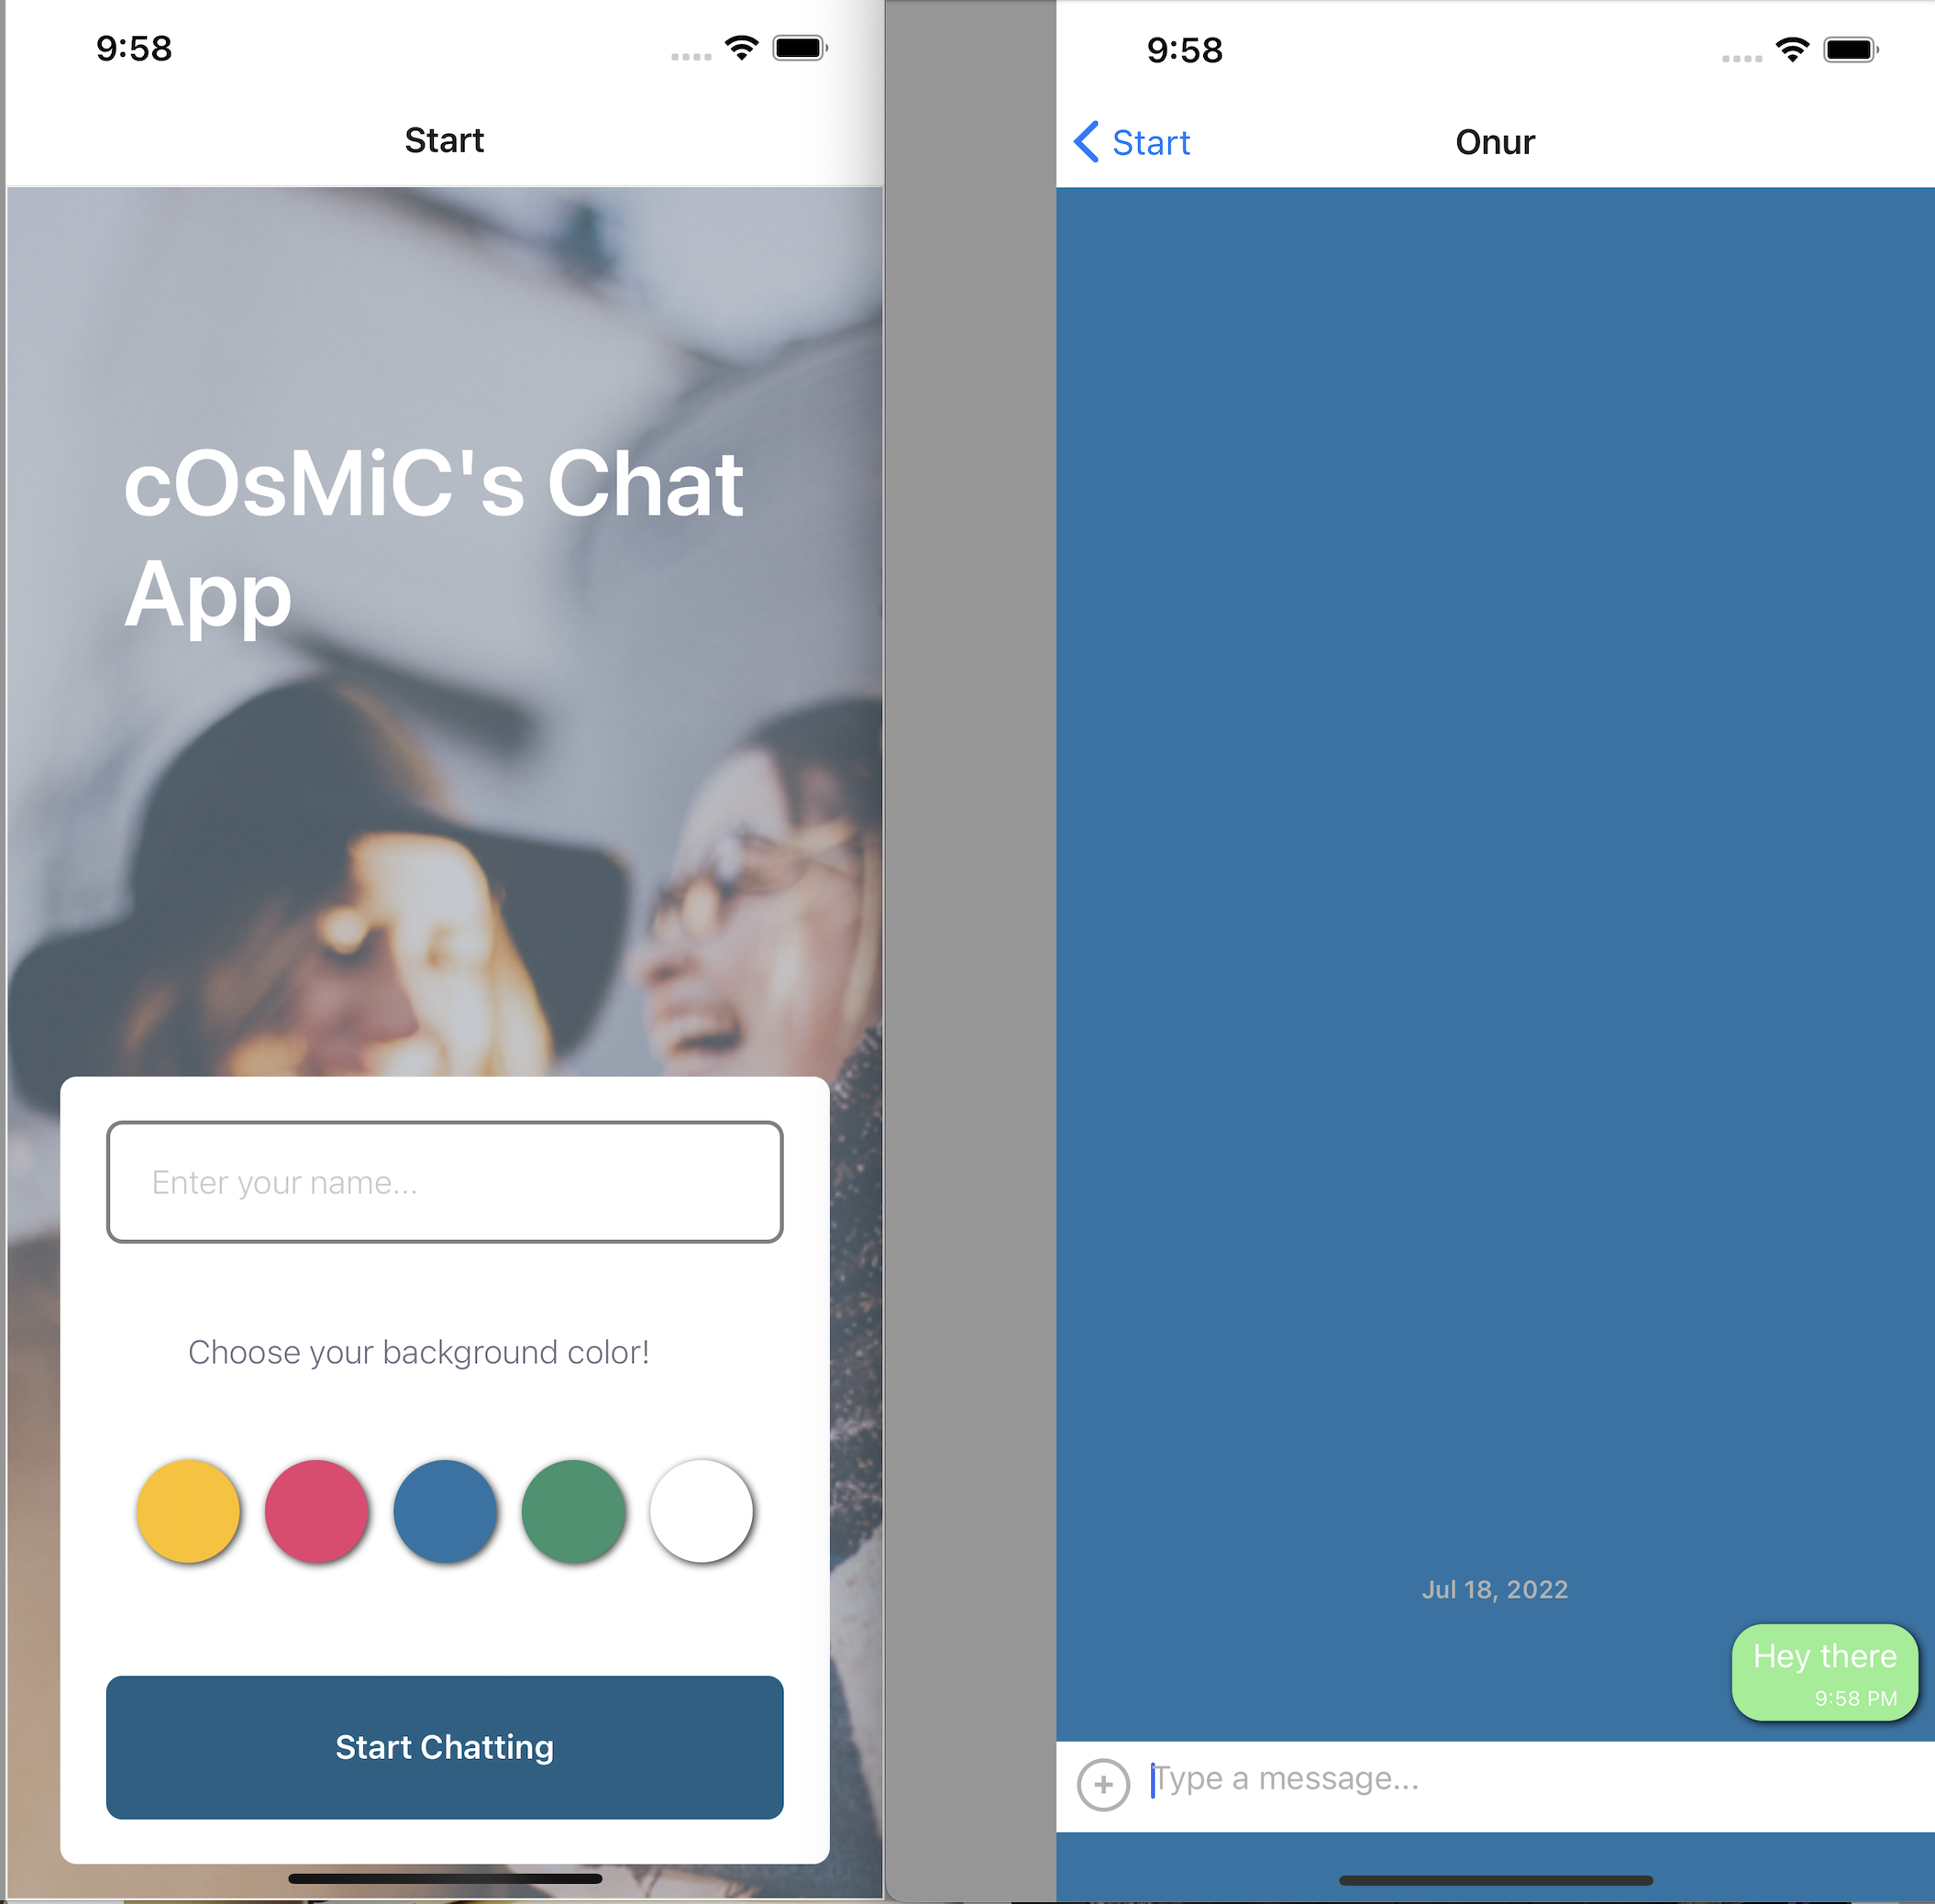 9:58
Start
cOsMiC's Chat
App
Enter your name...
Choose your background color!
Start Chatting
9:58
Start
Onur
Jul 18, 2022
Hey there
9:58 PM
Type a message...